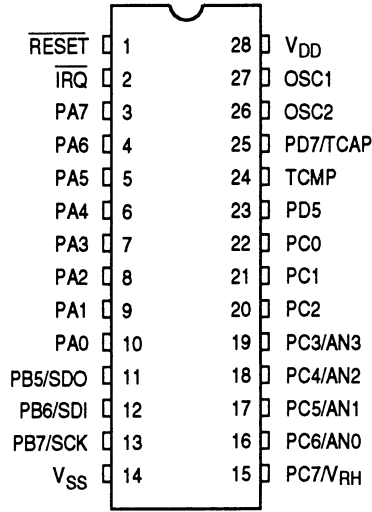 RESET 1 28 VDD
IRQ 2 27 OSC1
PA7 3 26 OSC2
PA6 4 25 PD7/TCAP
PA5 5 24 TCMP
PA4 6 23 PD5
PA3 7 22 PC0
PA2 8 21 PC1
PA1 9 20 PC2
PA0 10 19 PC3/AN3
PB5/SDO 11 18 PC4/AN2
PB6/SDI 12 17 PC5/AN1
PB7/SCK 13 16 PC6/AN0
VSS 14 15 PC7/VRH